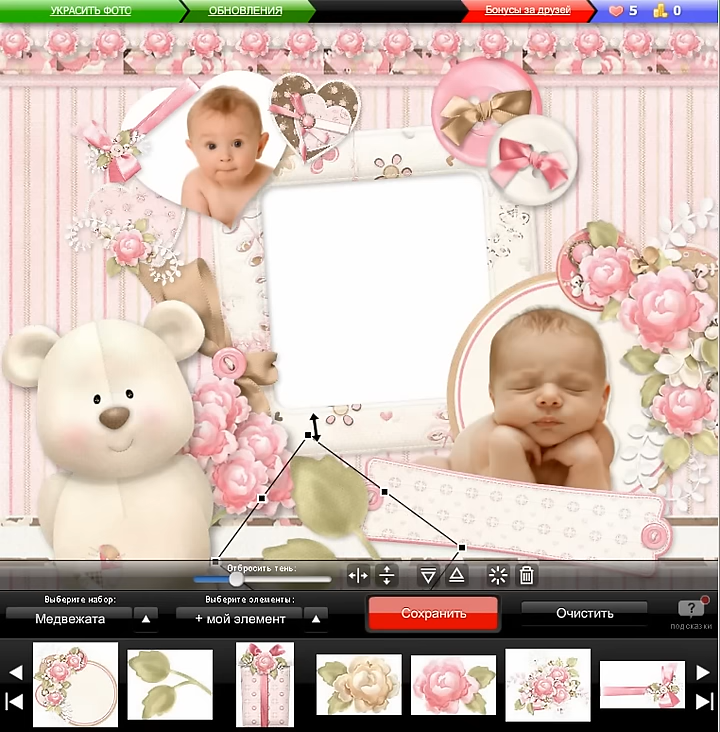 УКРАСИТЬ ФОТО
ОБНОВЛЕНИЯ
Бонусы за друзей
5
0
Отбросить тень:
Выберите набор:
Выберите элементы:
Медвежата
+ мой элемент
Сохранить
Очистить
?
подсказки